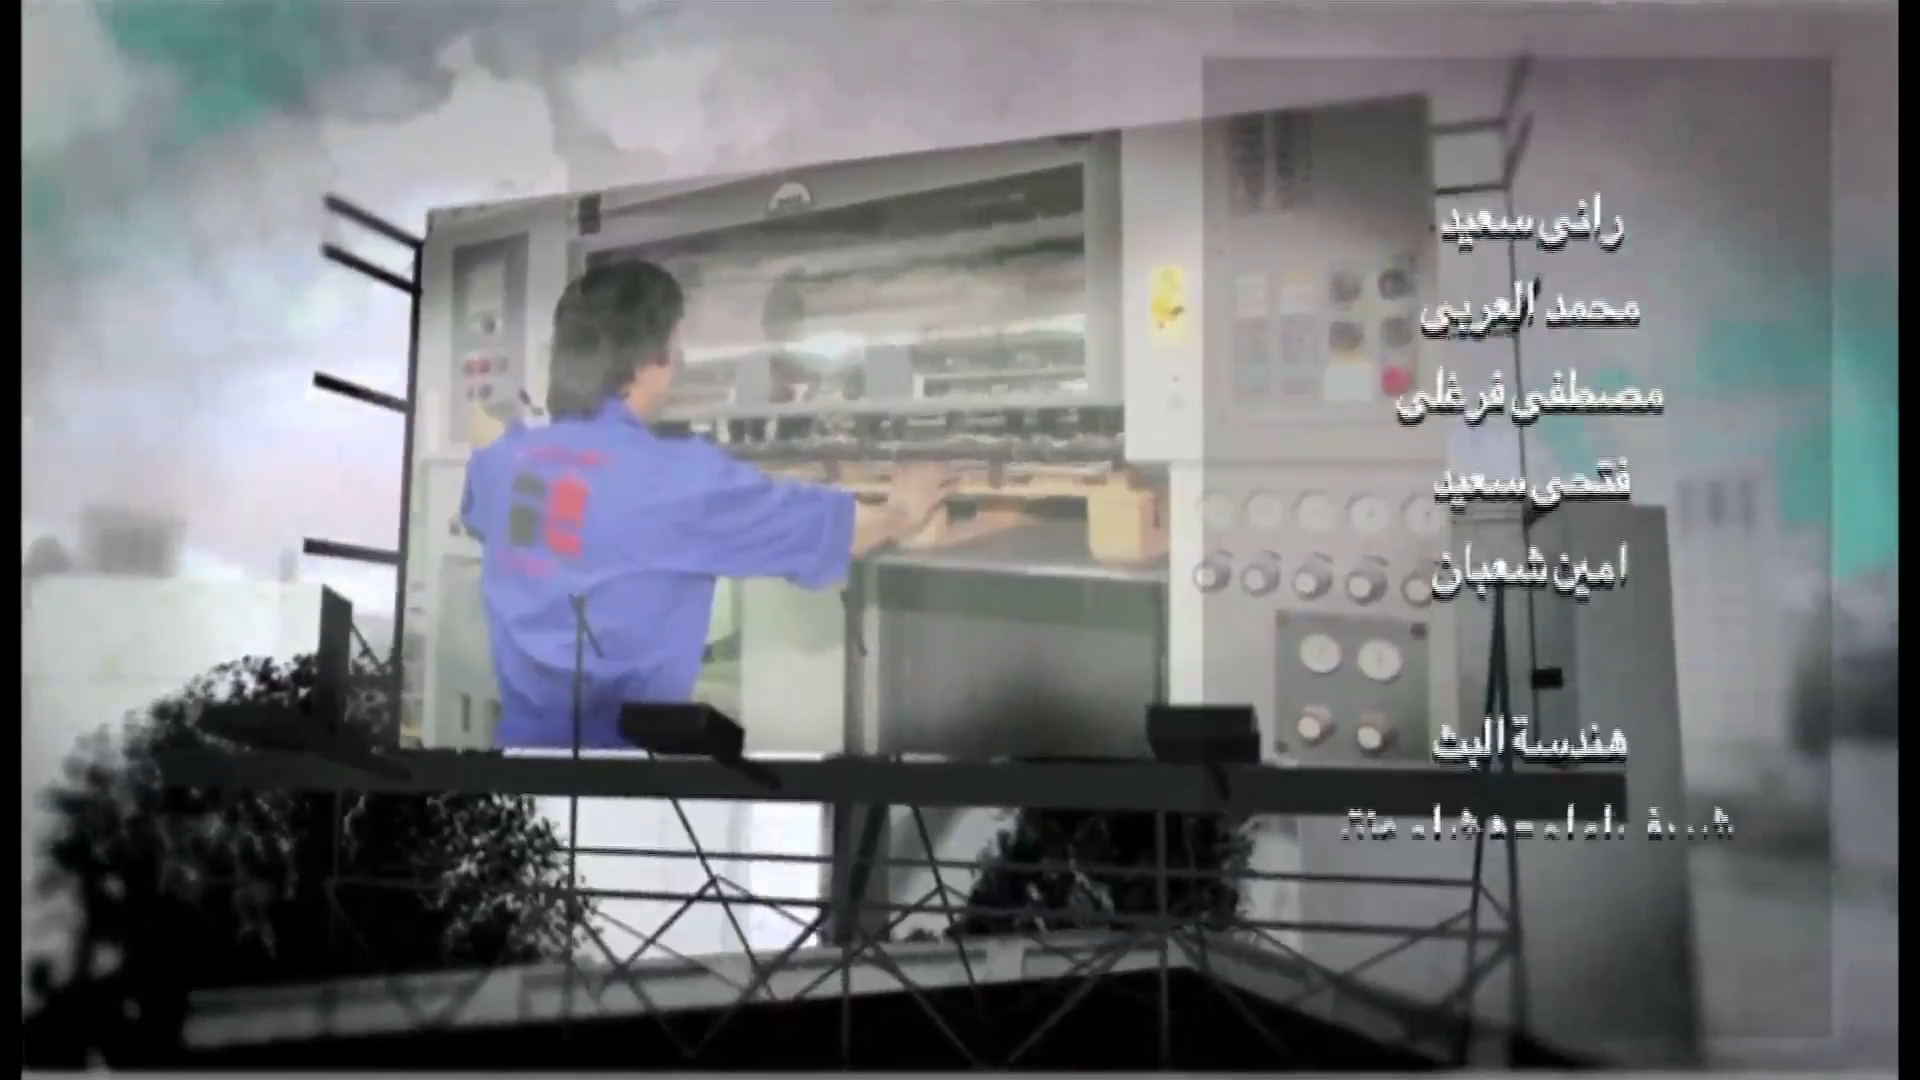 رانى سعيد
محمد العربى
مصطفى فرغلى
فتحى سعيد
امين شعبان
هندسة البث